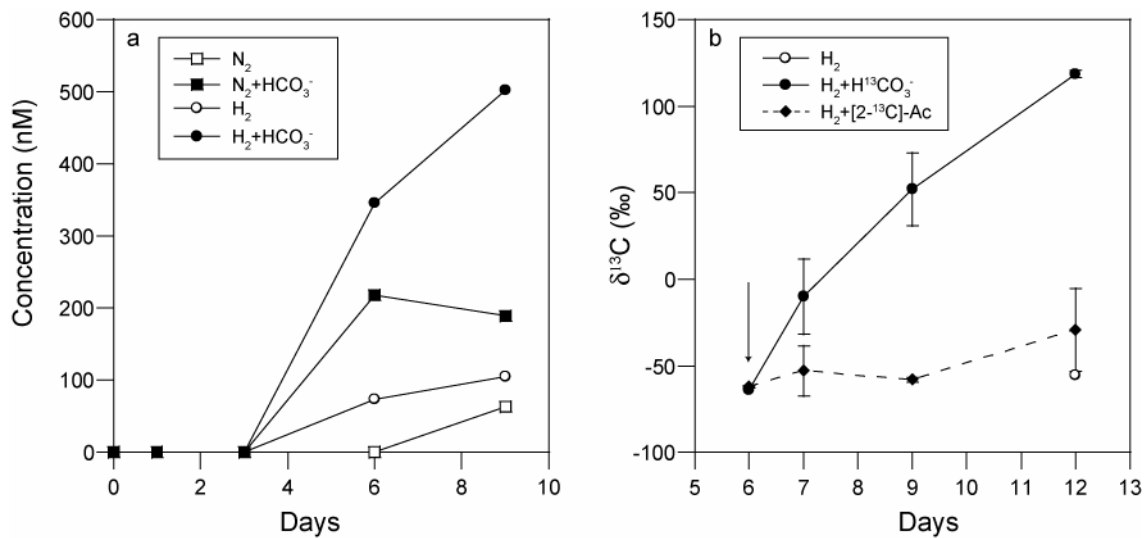 a
N₂
N₂+HCO₃⁻
H₂
H₂+HCO₃⁻
Concentration (nM)
600
500
400
300
200
100
0
0 2 4 6 8 10
Days
b
H₂
H₂+H¹³CO₃⁻
H₂+[2-¹³C]-Ac
δ¹³C (‰)
150
100
50
0
-50
-100
5 6 7 8 9 10 11 12 13
Days